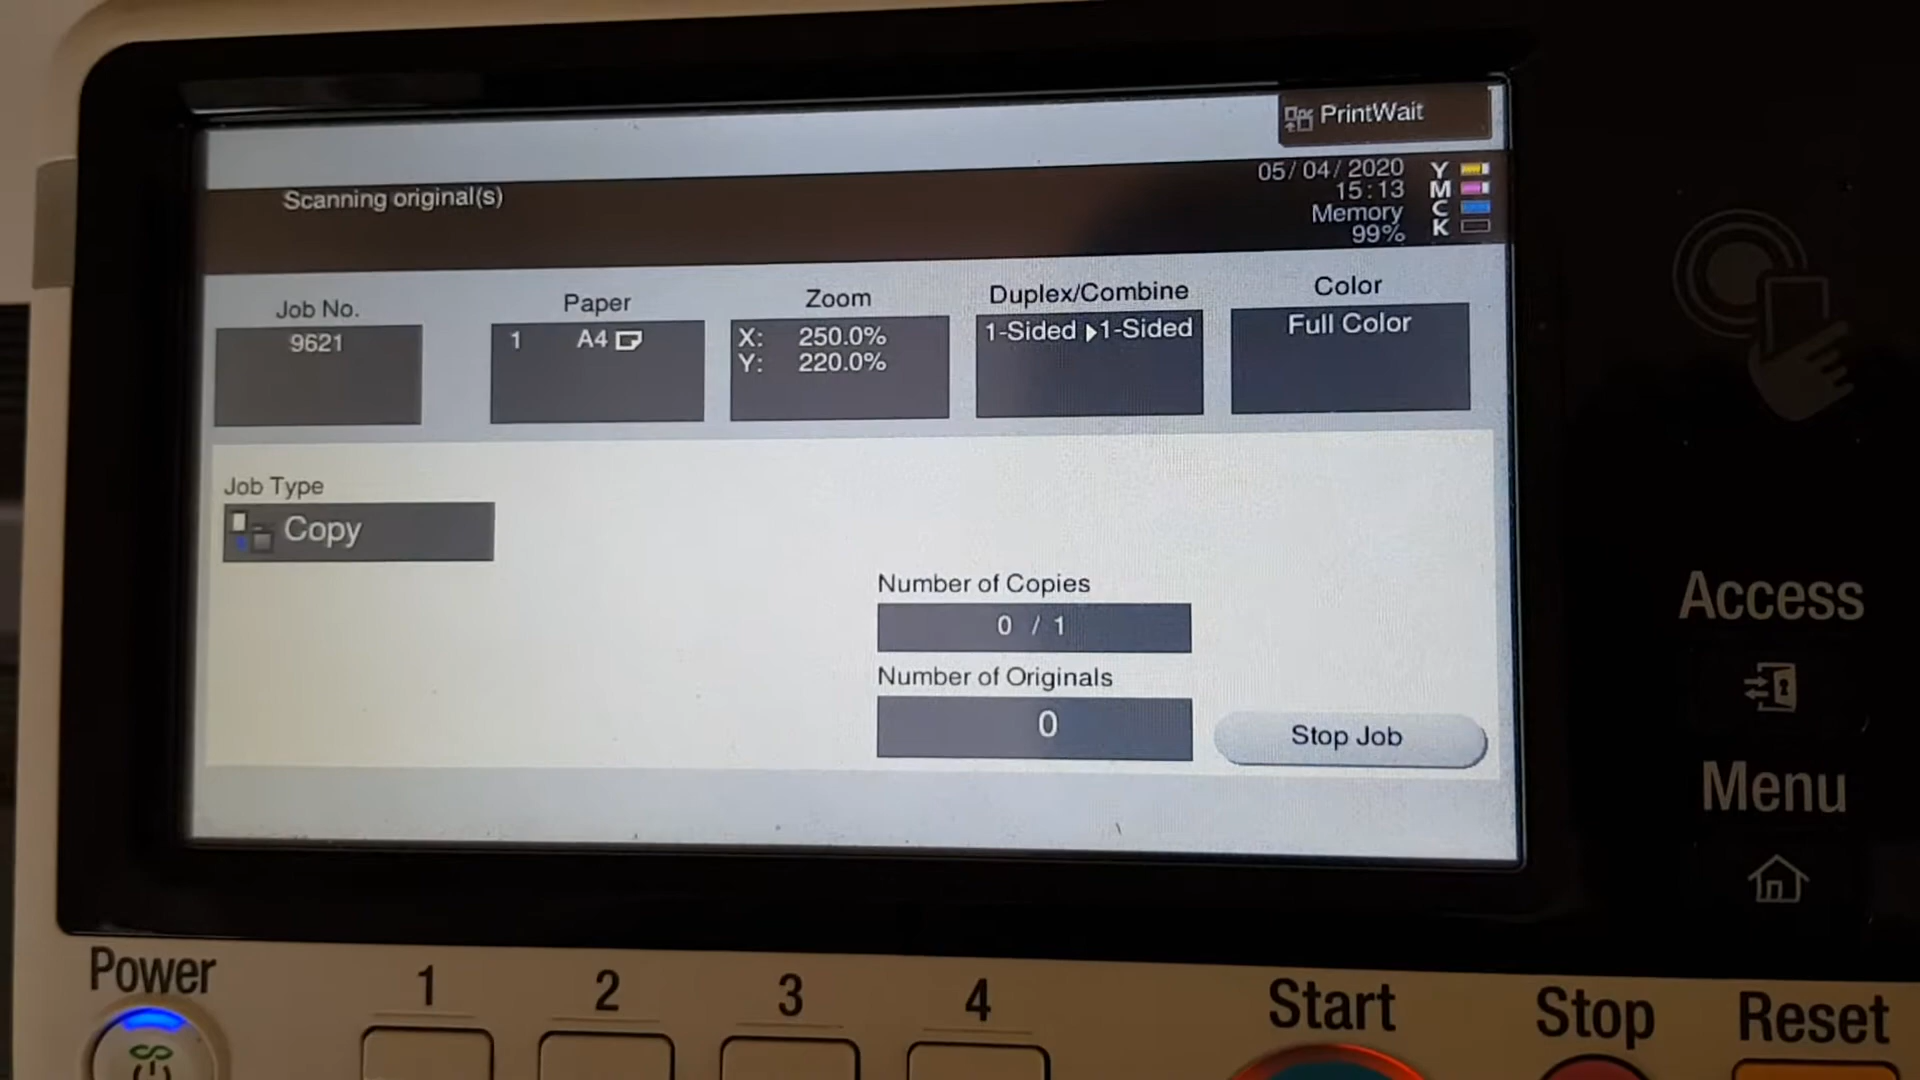 PrintWait
Scanning original(s)
05/04/2020
15:13
Memory
99%
Y
M
C
K
Job No.
9621
Paper
1 A4
Zoom
X: 250.0%
Y: 220.0%
Duplex/Combine
1-Sided ▶1-Sided
Color
Full Color
Job Type
Copy
Number of Copies
0 / 1
Number of Originals
0
Stop Job
Access
Menu
Power
1
2
3
4
Start
Stop
Reset